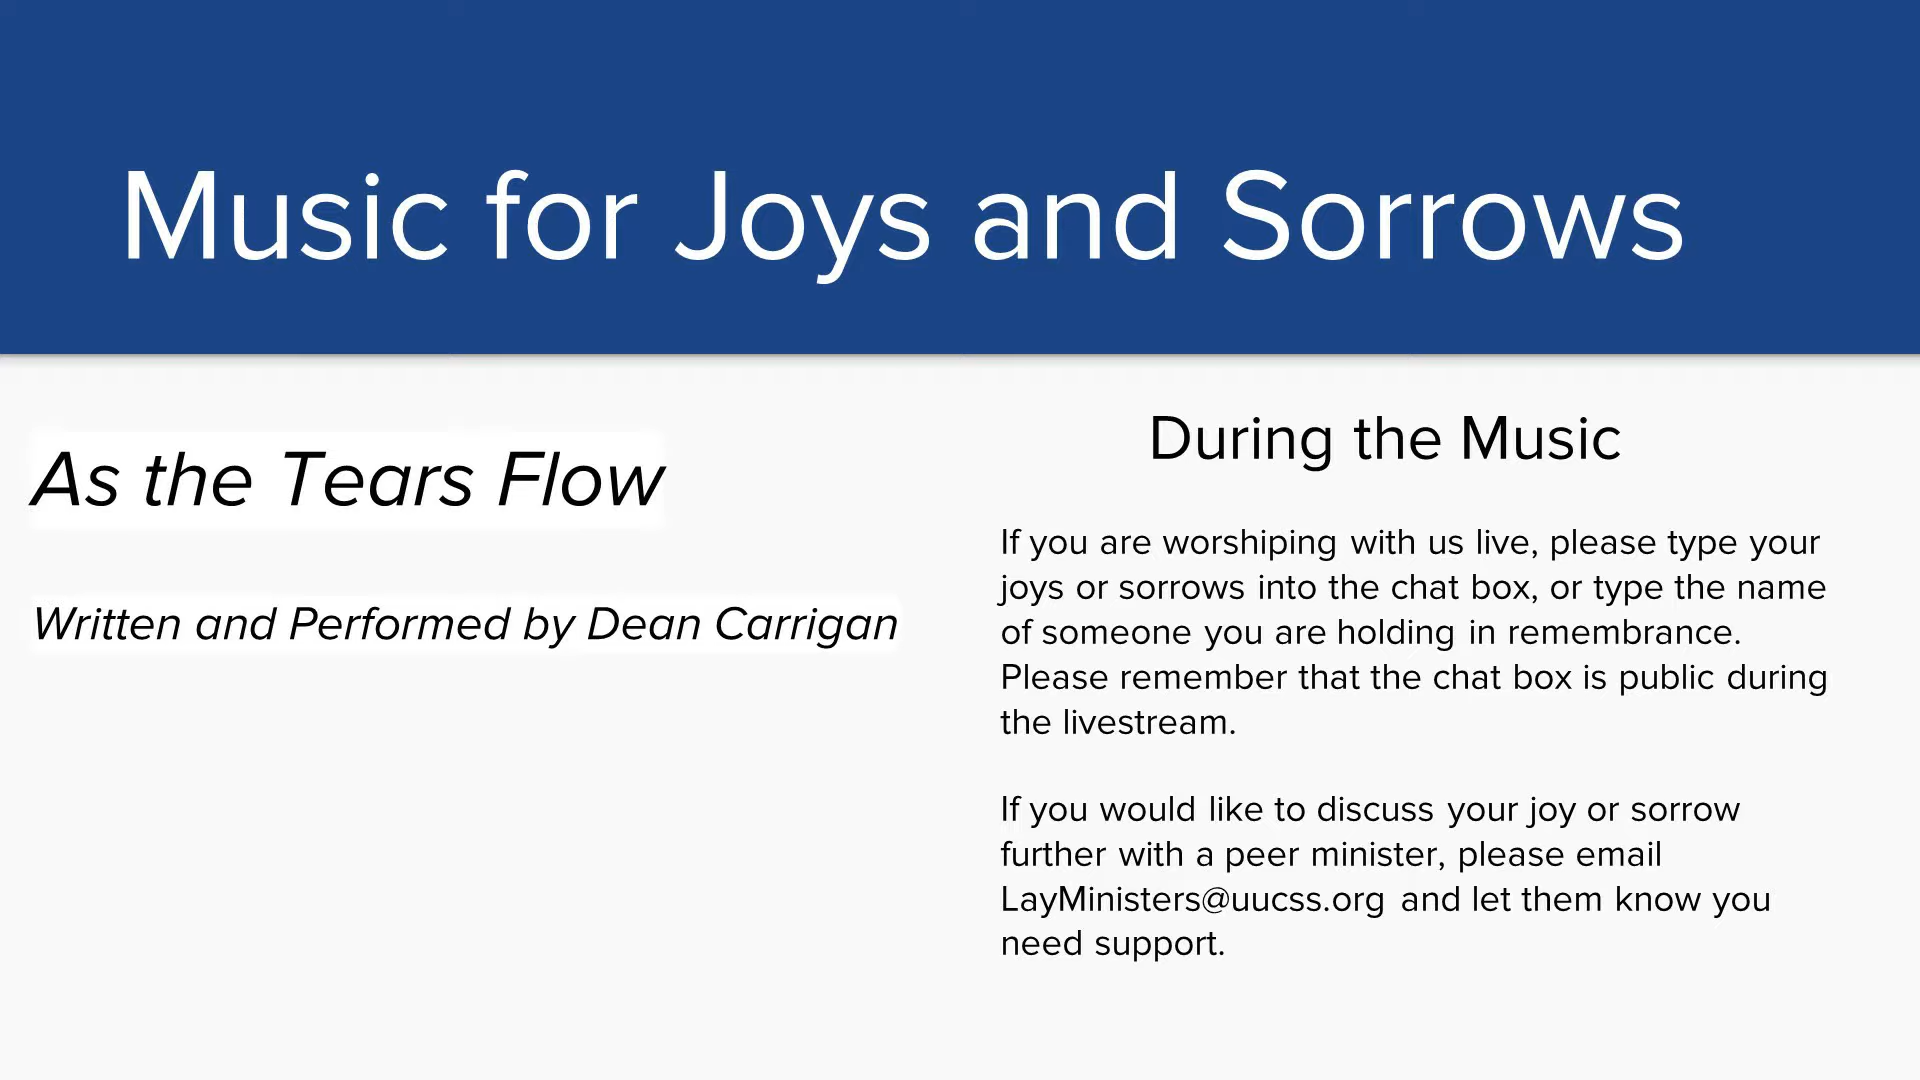 Music for Joys and Sorrows
As the Tears Flow
Written and Performed by Dean Carrigan
During the Music
If you are worshiping with us live, please type your
joys or sorrows into the chat box, or type the name
of someone you are holding in remembrance.
Please remember that the chat box is public during
the livestream.
If you would like to discuss your joy or sorrow
further with a peer minister, please email
LayMinisters@uucss.org and let them know you
need support.